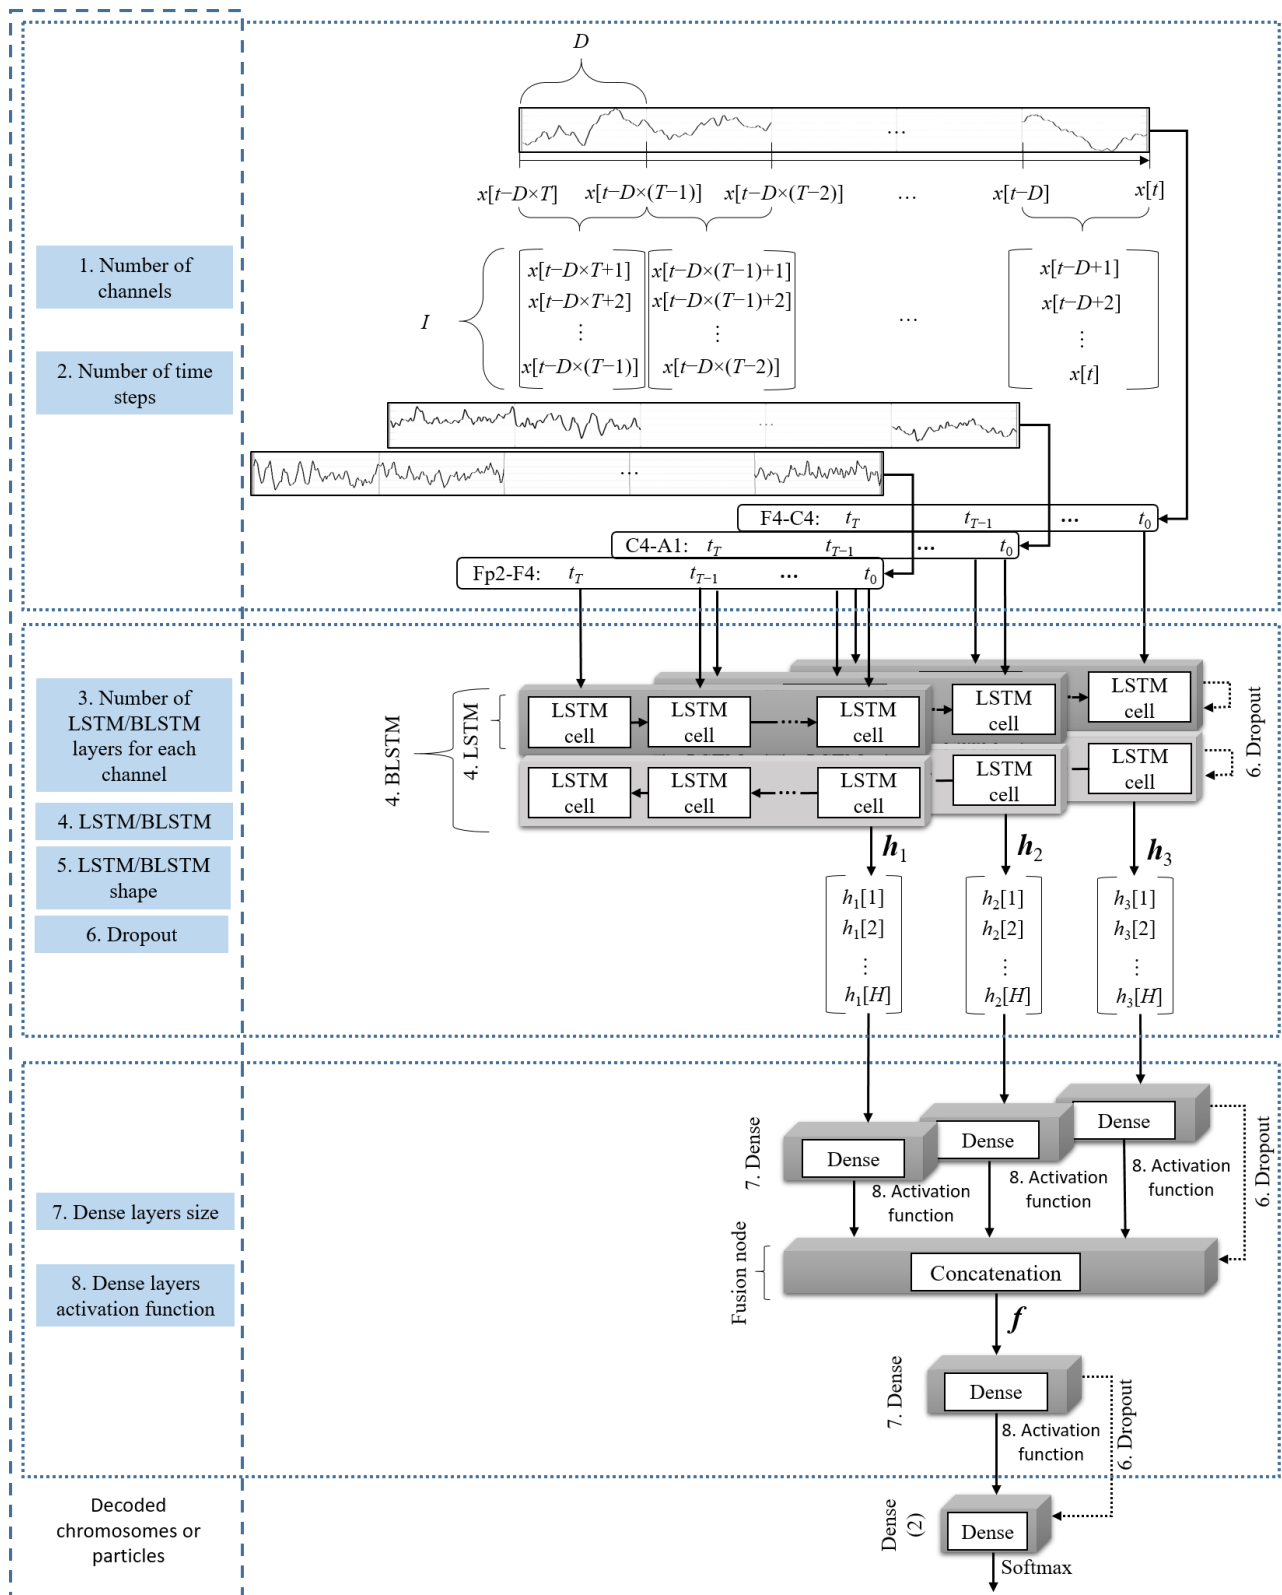 D
...
x[t−D×T]
x[t−D×(T−1)]
x[t−D×(T−2)]
...
x[t−D]
x[t]
1. Number of
channels
2. Number of time
steps
I
x[t−D×T+1]
x[t−D×T+2]
⋮
x[t−D×(T−1)]
x[t−D×(T−1)+1]
x[t−D×(T−1)+2]
⋮
x[t−D×(T−2)]
...
x[t−D+1]
x[t−D+2]
⋮
x[t]
...
...
F4-C4: t_T t_{T−1} ... t_0
C4-A1: t_T t_{T−1} ... t_0
Fp2-F4: t_T t_{T−1} ... t_0
3. Number of
LSTM/BLSTM
layers for each
channel
4. LSTM/BLSTM
5. LSTM/BLSTM
shape
6. Dropout
4. BLSTM
4. LSTM
LSTM
cell
LSTM
cell
...
LSTM
cell
LSTM
cell
LSTM
cell
LSTM
cell
LSTM
cell
...
LSTM
cell
LSTM
cell
LSTM
cell
6. Dropout
h_1
h_2
h_3
h_1[1]
h_1[2]
⋮
h_1[H]
h_2[1]
h_2[2]
⋮
h_2[H]
h_3[1]
h_3[2]
⋮
h_3[H]
7. Dense layers size
8. Dense layers
activation function
7. Dense
Dense
Dense
Dense
8. Activation
function
8. Activation
function
8. Activation
function
6. Dropout
Fusion node
Concatenation
f
7. Dense
Dense
8. Activation
function
6. Dropout
Dense
(2)
Dense
Softmax
Decoded
chromosomes or
particles